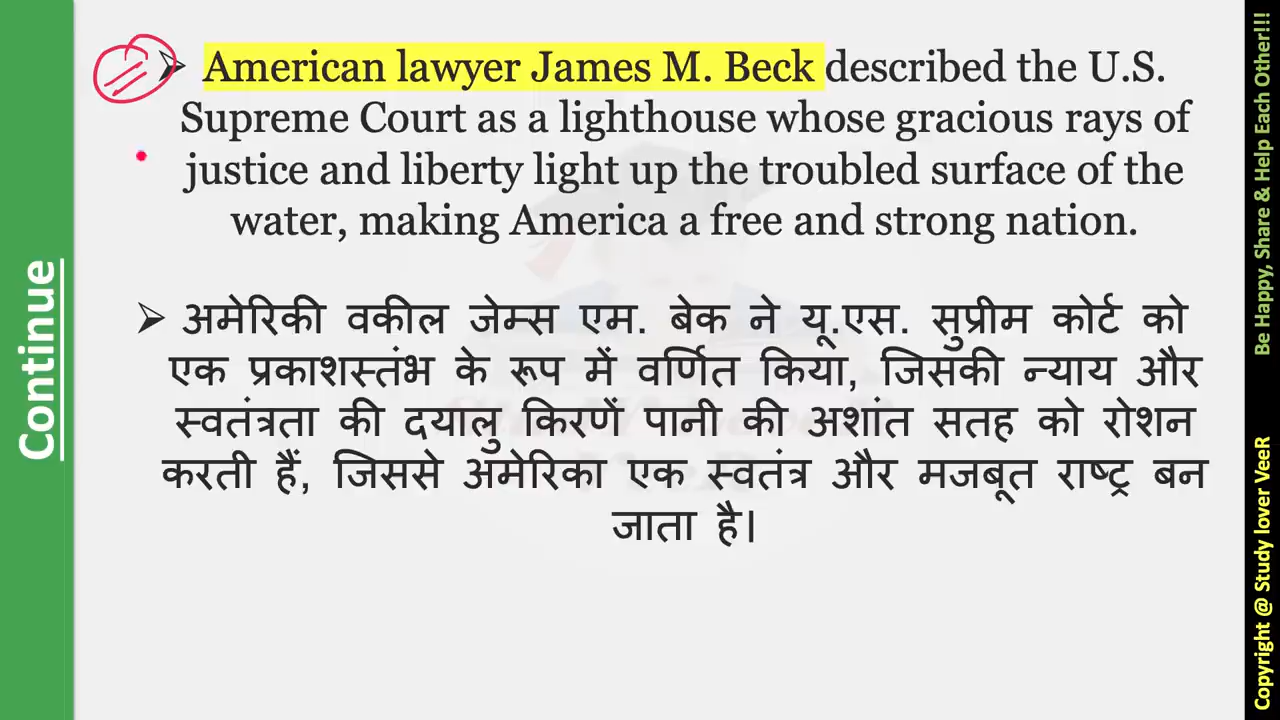 Continue
➢ American lawyer James M. Beck described the U.S.
Supreme Court as a lighthouse whose gracious rays of
justice and liberty light up the troubled surface of the
water, making America a free and strong nation.
➢ अमेरिकी वकील जेम्स एम. बेक ने यू.एस. सुप्रीम कोर्ट को
एक प्रकाशस्तंभ के रूप में वर्णित किया, जिसकी न्याय और
स्वतंत्रता की दयालु किरणें पानी की अशांत सतह को रोशन
करती हैं, जिससे अमेरिका एक स्वतंत्र और मजबूत राष्ट्र बन
जाता है।
Copyright @ Study lover VeeR
Be Happy, Share & Help Each Other!!!